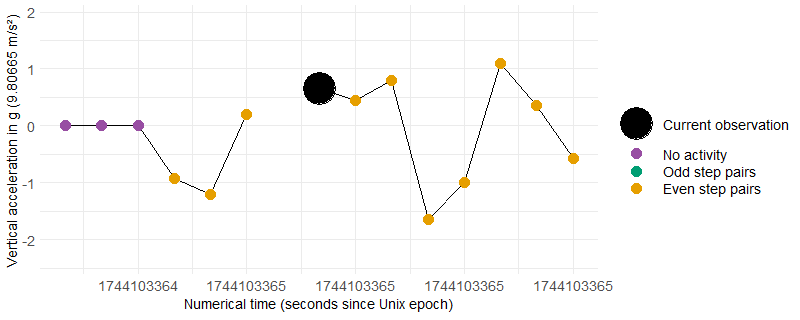 Vertical acceleration in g (9.80665 m/s²)
2
1
0
-1
-2
1744103364 1744103365 1744103365 1744103365 1744103365
Numerical time (seconds since Unix epoch)
Current observation
No activity
Odd step pairs
Even step pairs